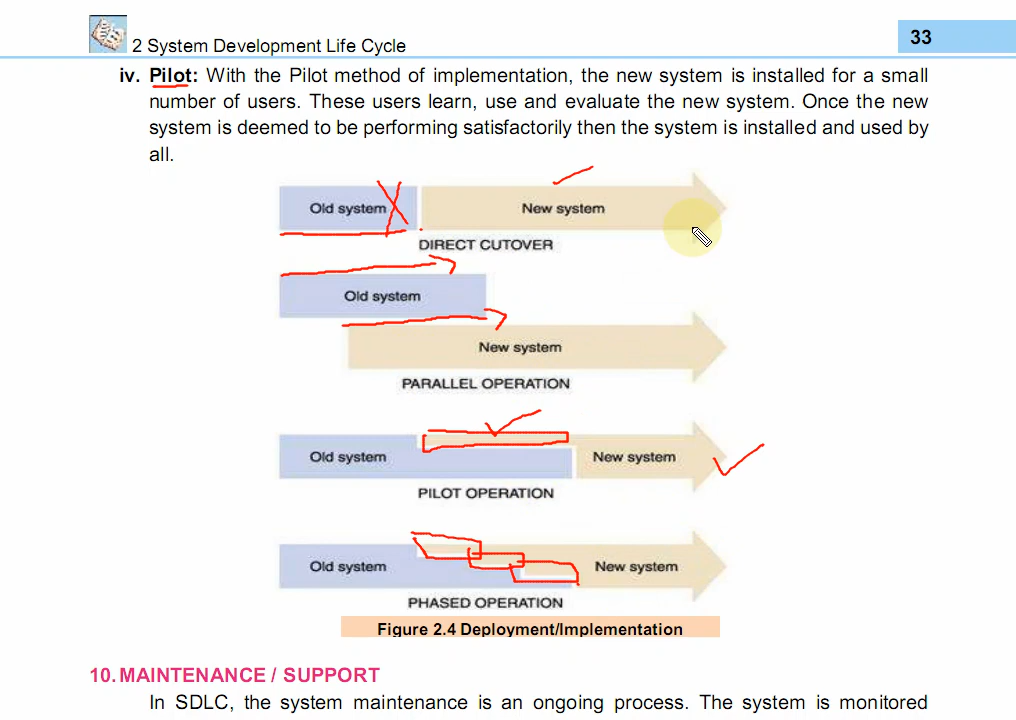 2 System Development Life Cycle
33
iv. Pilot: With the Pilot method of implementation, the new system is installed for a small
number of users. These users learn, use and evaluate the new system. Once the new
system is deemed to be performing satisfactorily then the system is installed and used by
all.
Old system
New system
DIRECT CUTOVER
Old system
New system
PARALLEL OPERATION
Old system
New system
PILOT OPERATION
Old system
New system
PHASED OPERATION
Figure 2.4 Deployment/Implementation
10. MAINTENANCE / SUPPORT
In SDLC, the system maintenance is an ongoing process. The system is monitored